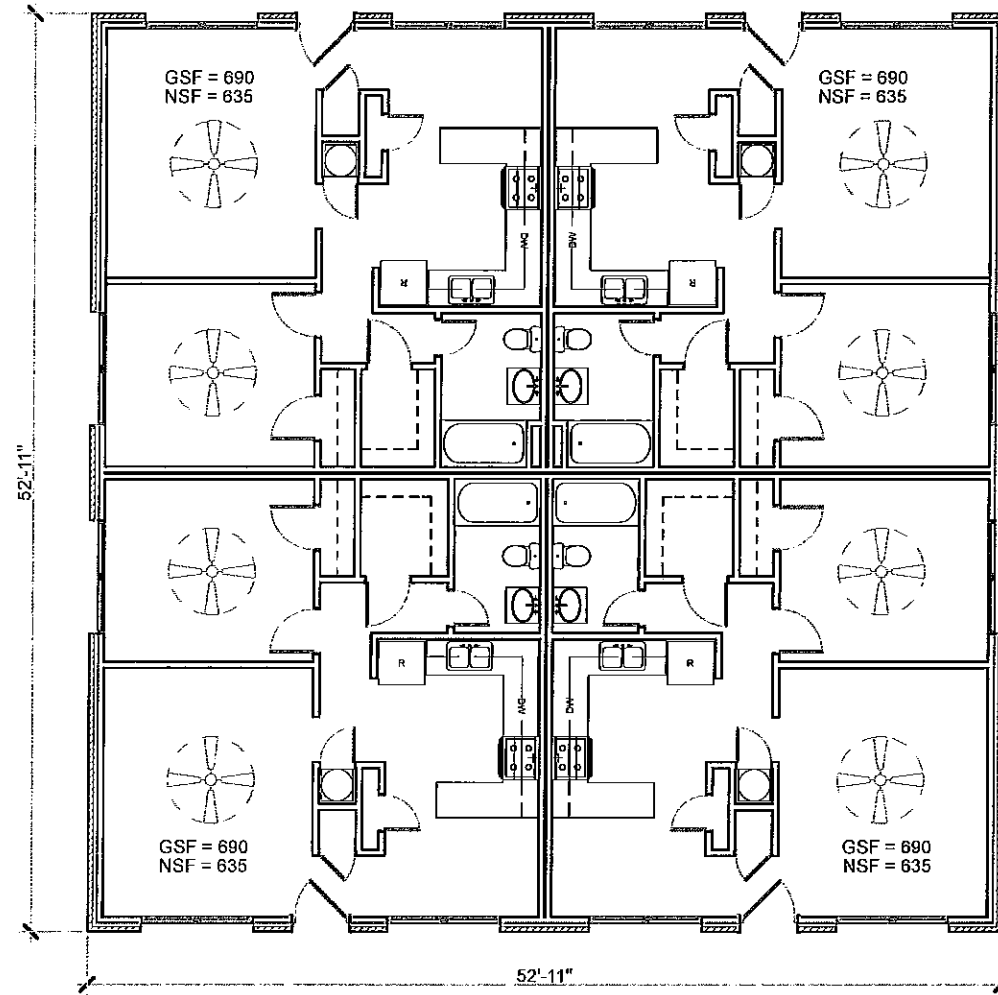 GSF = 690
NSF = 635
GSF = 690
NSF = 635
DW
DW
R
R
52'-11"
R
R
DW
DW
GSF = 690
NSF = 635
GSF = 690
NSF = 635
52'-11"